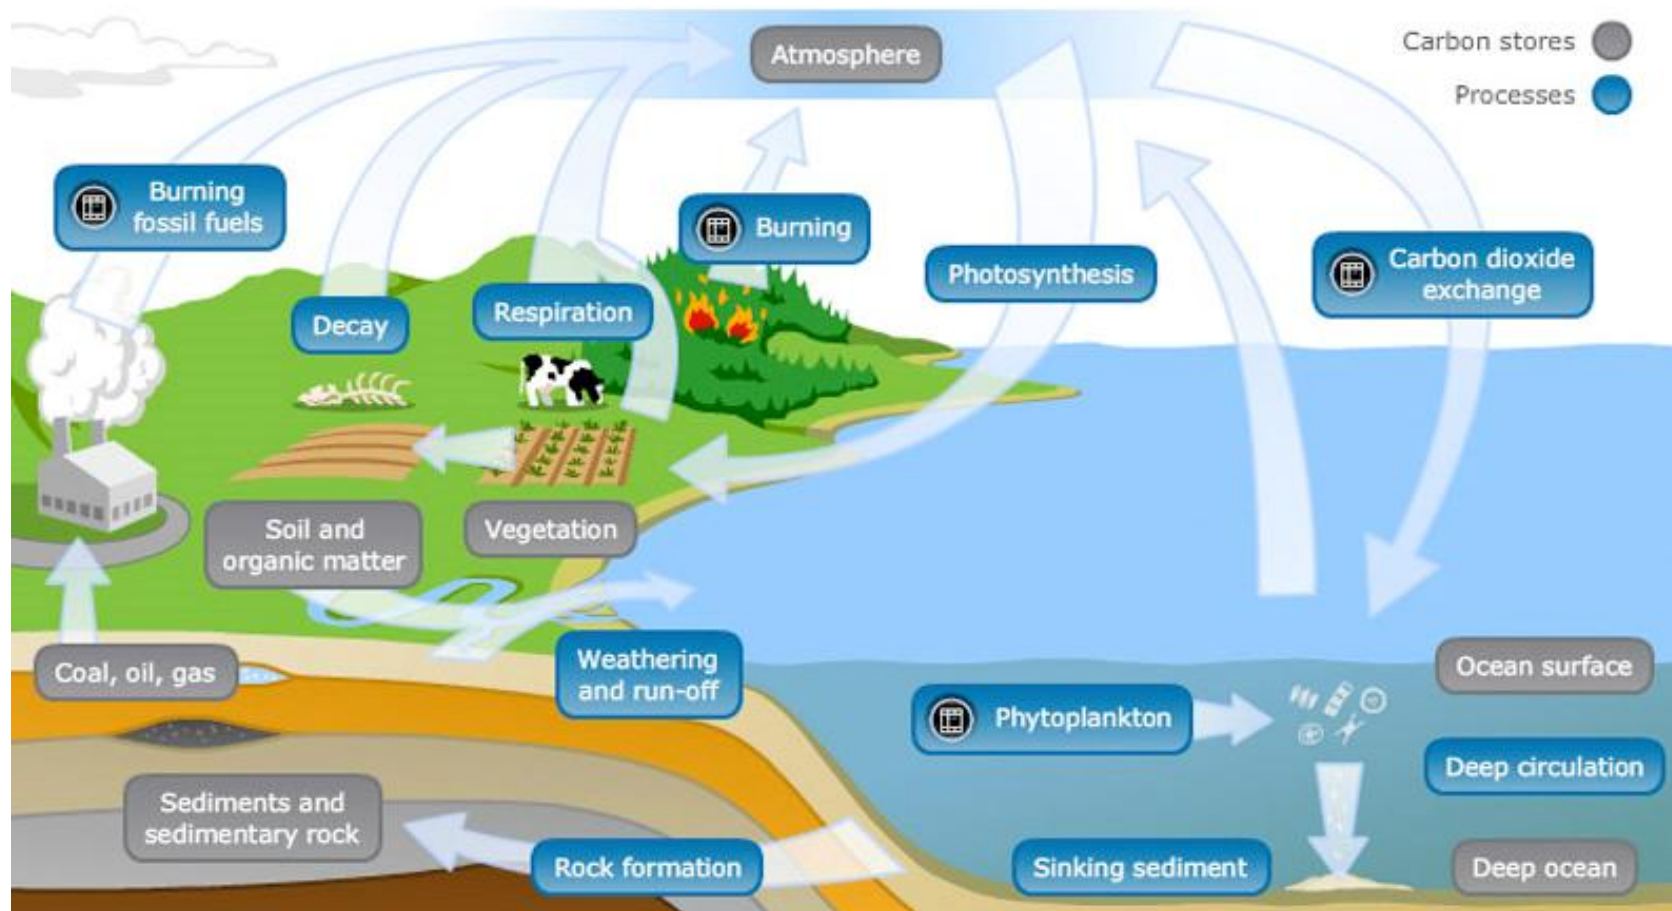 Atmosphere
Carbon stores
Processes
Burning
fossil fuels
Burning
Photosynthesis
Carbon dioxide
exchange
Decay
Respiration
Soil and
organic matter
Vegetation
Coal, oil, gas
Weathering
and run-off
Ocean surface
Phytoplankton
Deep circulation
Sediments and
sedimentary rock
Rock formation
Sinking sediment
Deep ocean